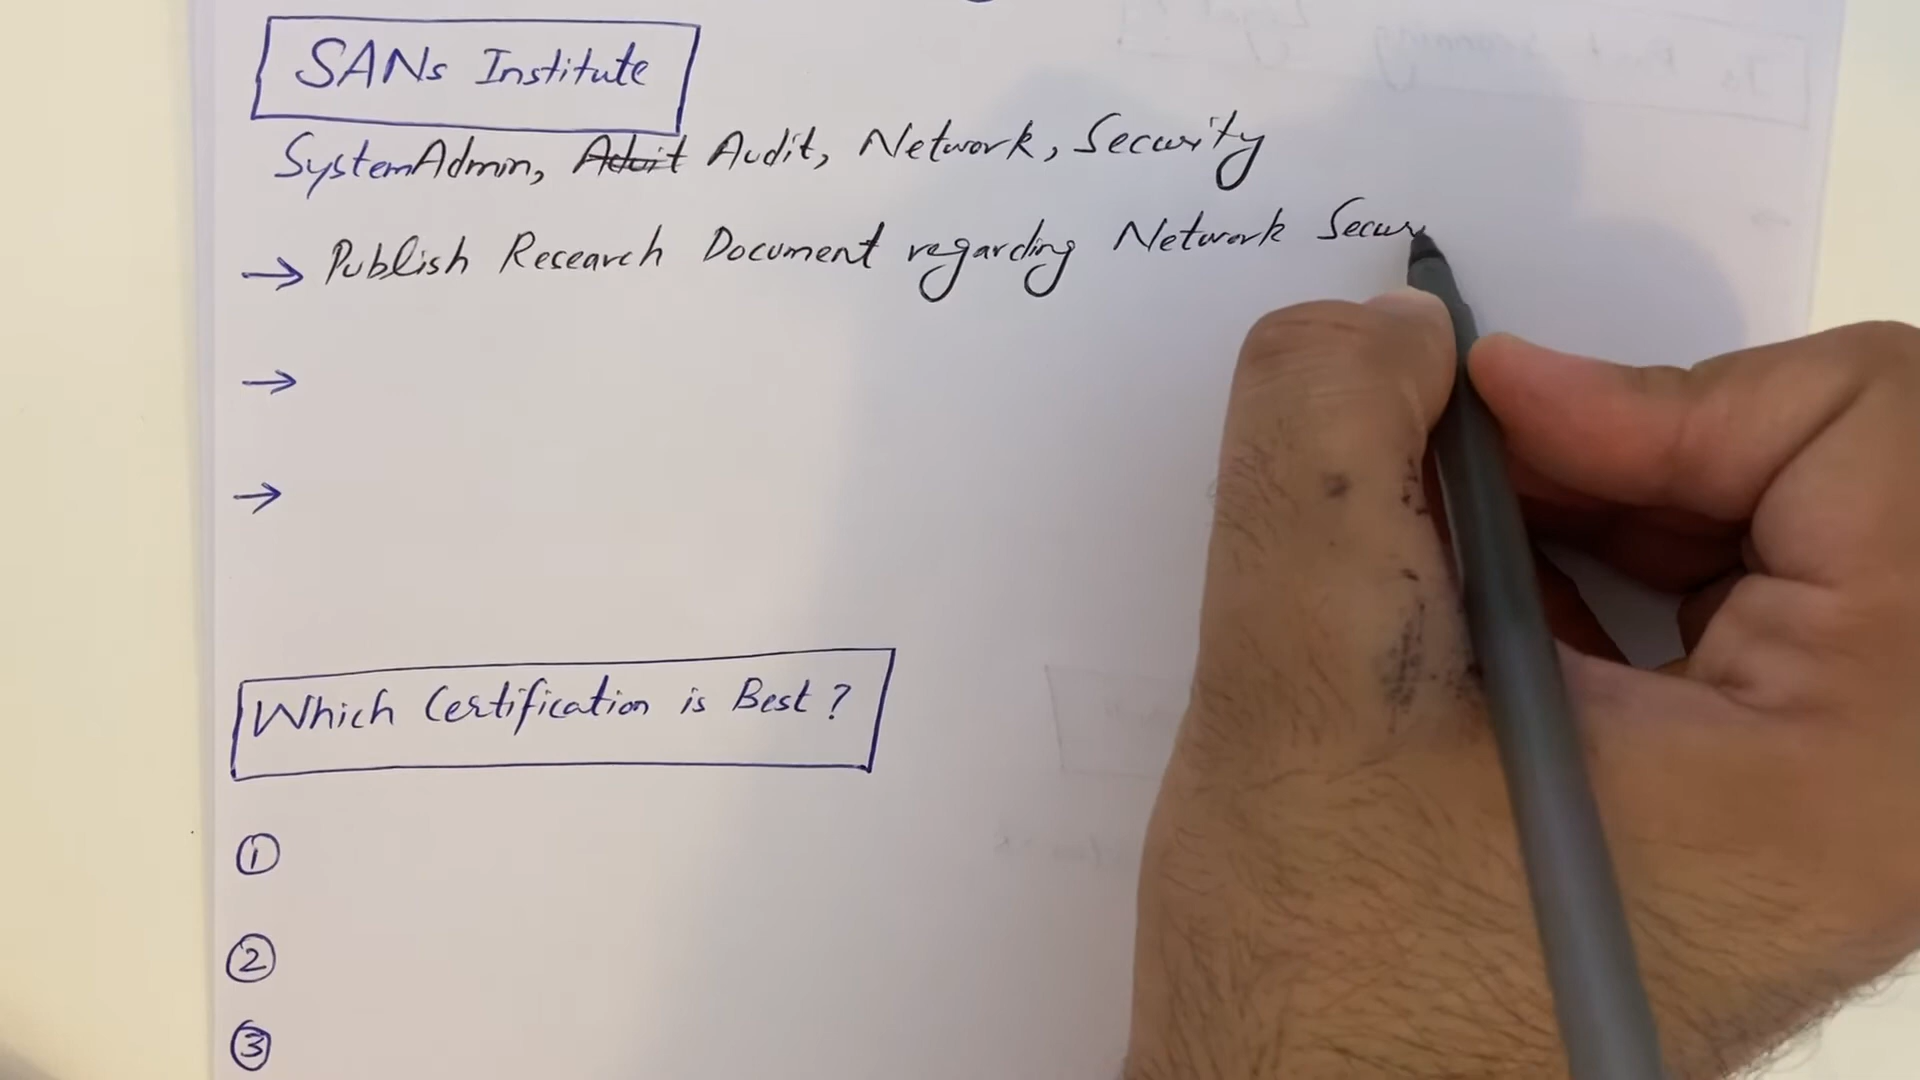 SANs Institute
SystemAdmin, Aduit Audit, Network, Security
→ Publish Research Document regarding Network Secur
→
→
Which Certification is Best?
①
②
③